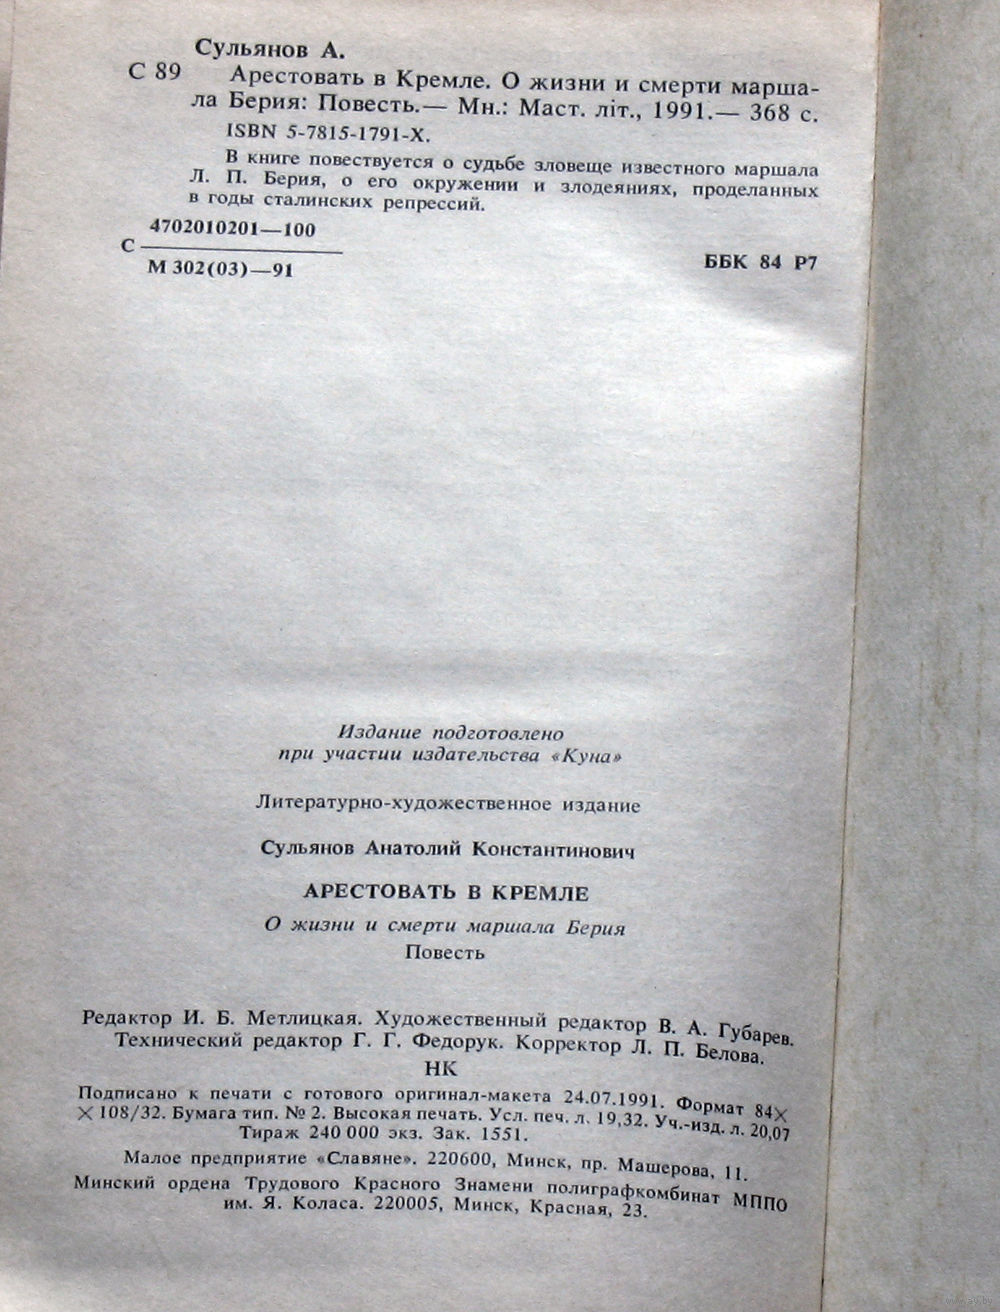 Сульянов А.
С 89 Арестовать в Кремле. О жизни и смерти марша-
ла Берия: Повесть.— Мн.: Маст. літ., 1991.— 368 с.
ISBN 5-7815-1791-X.
В книге повествуется о судьбе зловеще известного маршала
Л. П. Берия, о его окружении и злодеяниях, проделанных
в годы сталинских репрессий.
4702010201—100
С
М 302(03)—91
ББК 84 Р7
Издание подготовлено
при участии издательства «Куна»
Литературно-художественное издание
Сульянов Анатолий Константинович
АРЕСТОВАТЬ В КРЕМЛЕ
О жизни и смерти маршала Берия
Повесть
Редактор И. Б. Метлицкая. Художественный редактор В. А. Губарев.
Технический редактор Г. Г. Федорук. Корректор Л. П. Белова.
НК
Подписано к печати с готового оригинал-макета 24.07.1991. Формат 84×
×108/32. Бумага тип. № 2. Высокая печать. Усл. печ. л. 19,32. Уч.-изд. л. 20,07
Тираж 240 000 экз. Зак. 1551.
Малое предприятие «Славяне». 220600, Минск, пр. Машерова, 11.
Минский ордена Трудового Красного Знамени полиграфкомбинат МППО
им. Я. Коласа. 220005, Минск, Красная, 23.